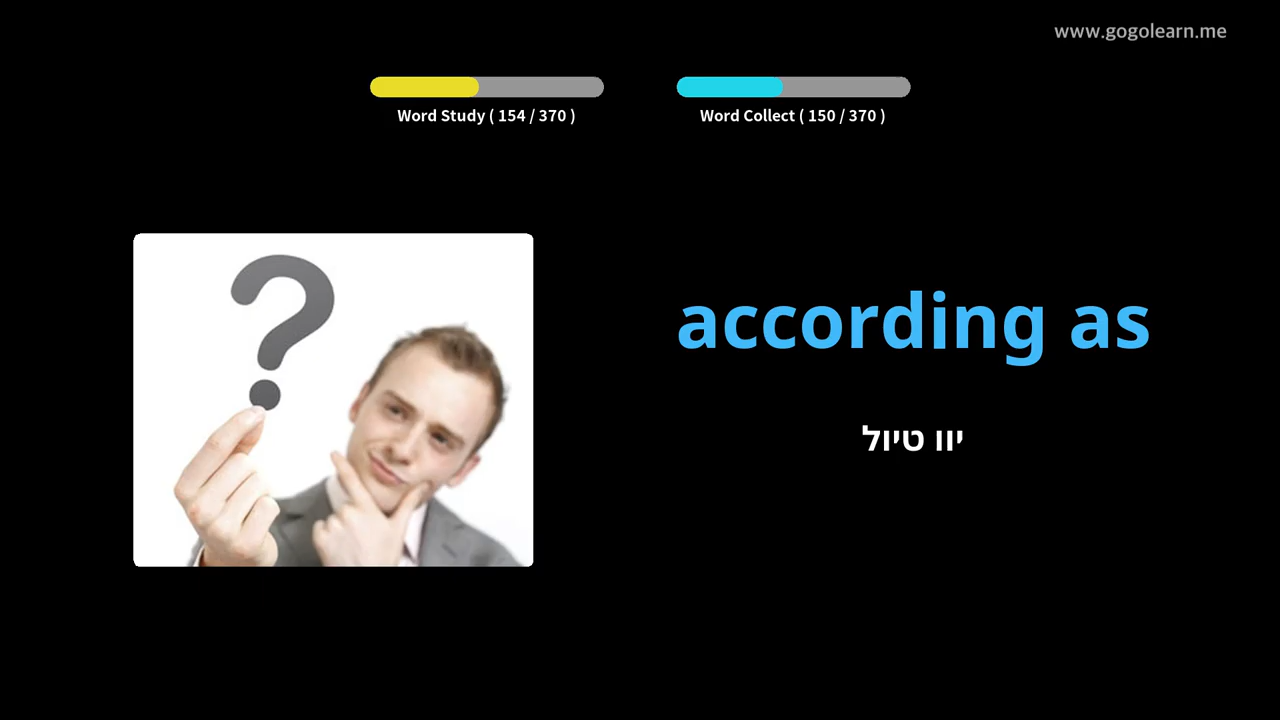 www.gogolearn.me
Word Study ( 154 / 370 )
Word Collect ( 150 / 370 )
according as
יוו טיול